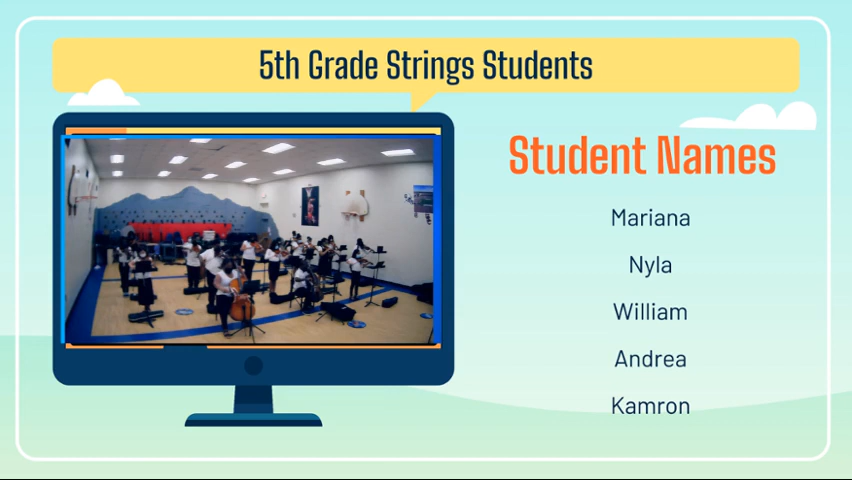 5th Grade Strings Students
Student Names
Mariana
Nyla
William
Andrea
Kamron